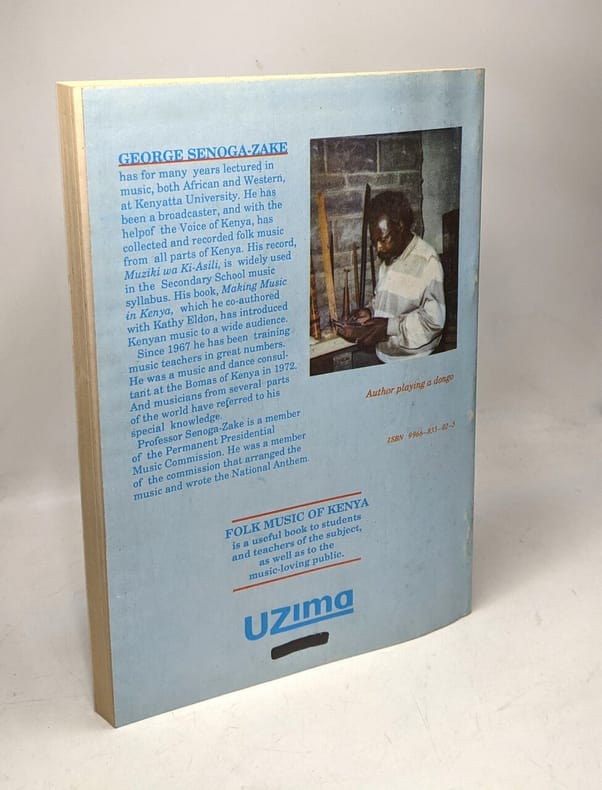 GEORGE SENOGA-ZAKE
has for many years lectured in
music, both African and Western,
at Kenyatta University. He has
been a broadcaster, and with the
helpof the Voice of Kenya, has
collected and recorded folk music
from all parts of Kenya. His record,
Muziki wa Ki-Asili, is widely used
in the Secondary School music
syllabus. His book, Making Music
in Kenya, which he co-authored
with Kathy Eldon, has introduced
Kenyan music to a wide audience.
Since 1967 he has been training
music teachers in great numbers.
He was a music and dance consul-
tant at the Bomas of Kenya in 1972.
And musicians from several parts
of the world have referred to his
special knowledge.
Professor Senoga-Zake is a member
of the Permanent Presidential
Music Commission. He was a member
of the commission that arranged the
music and wrote the National Anthem.
Author playing a dongo
ISBN 9966-855-02-5
FOLK MUSIC OF KENYA
is a useful book to students
and teachers of the subject,
as well as to the
music-loving public.
uzima